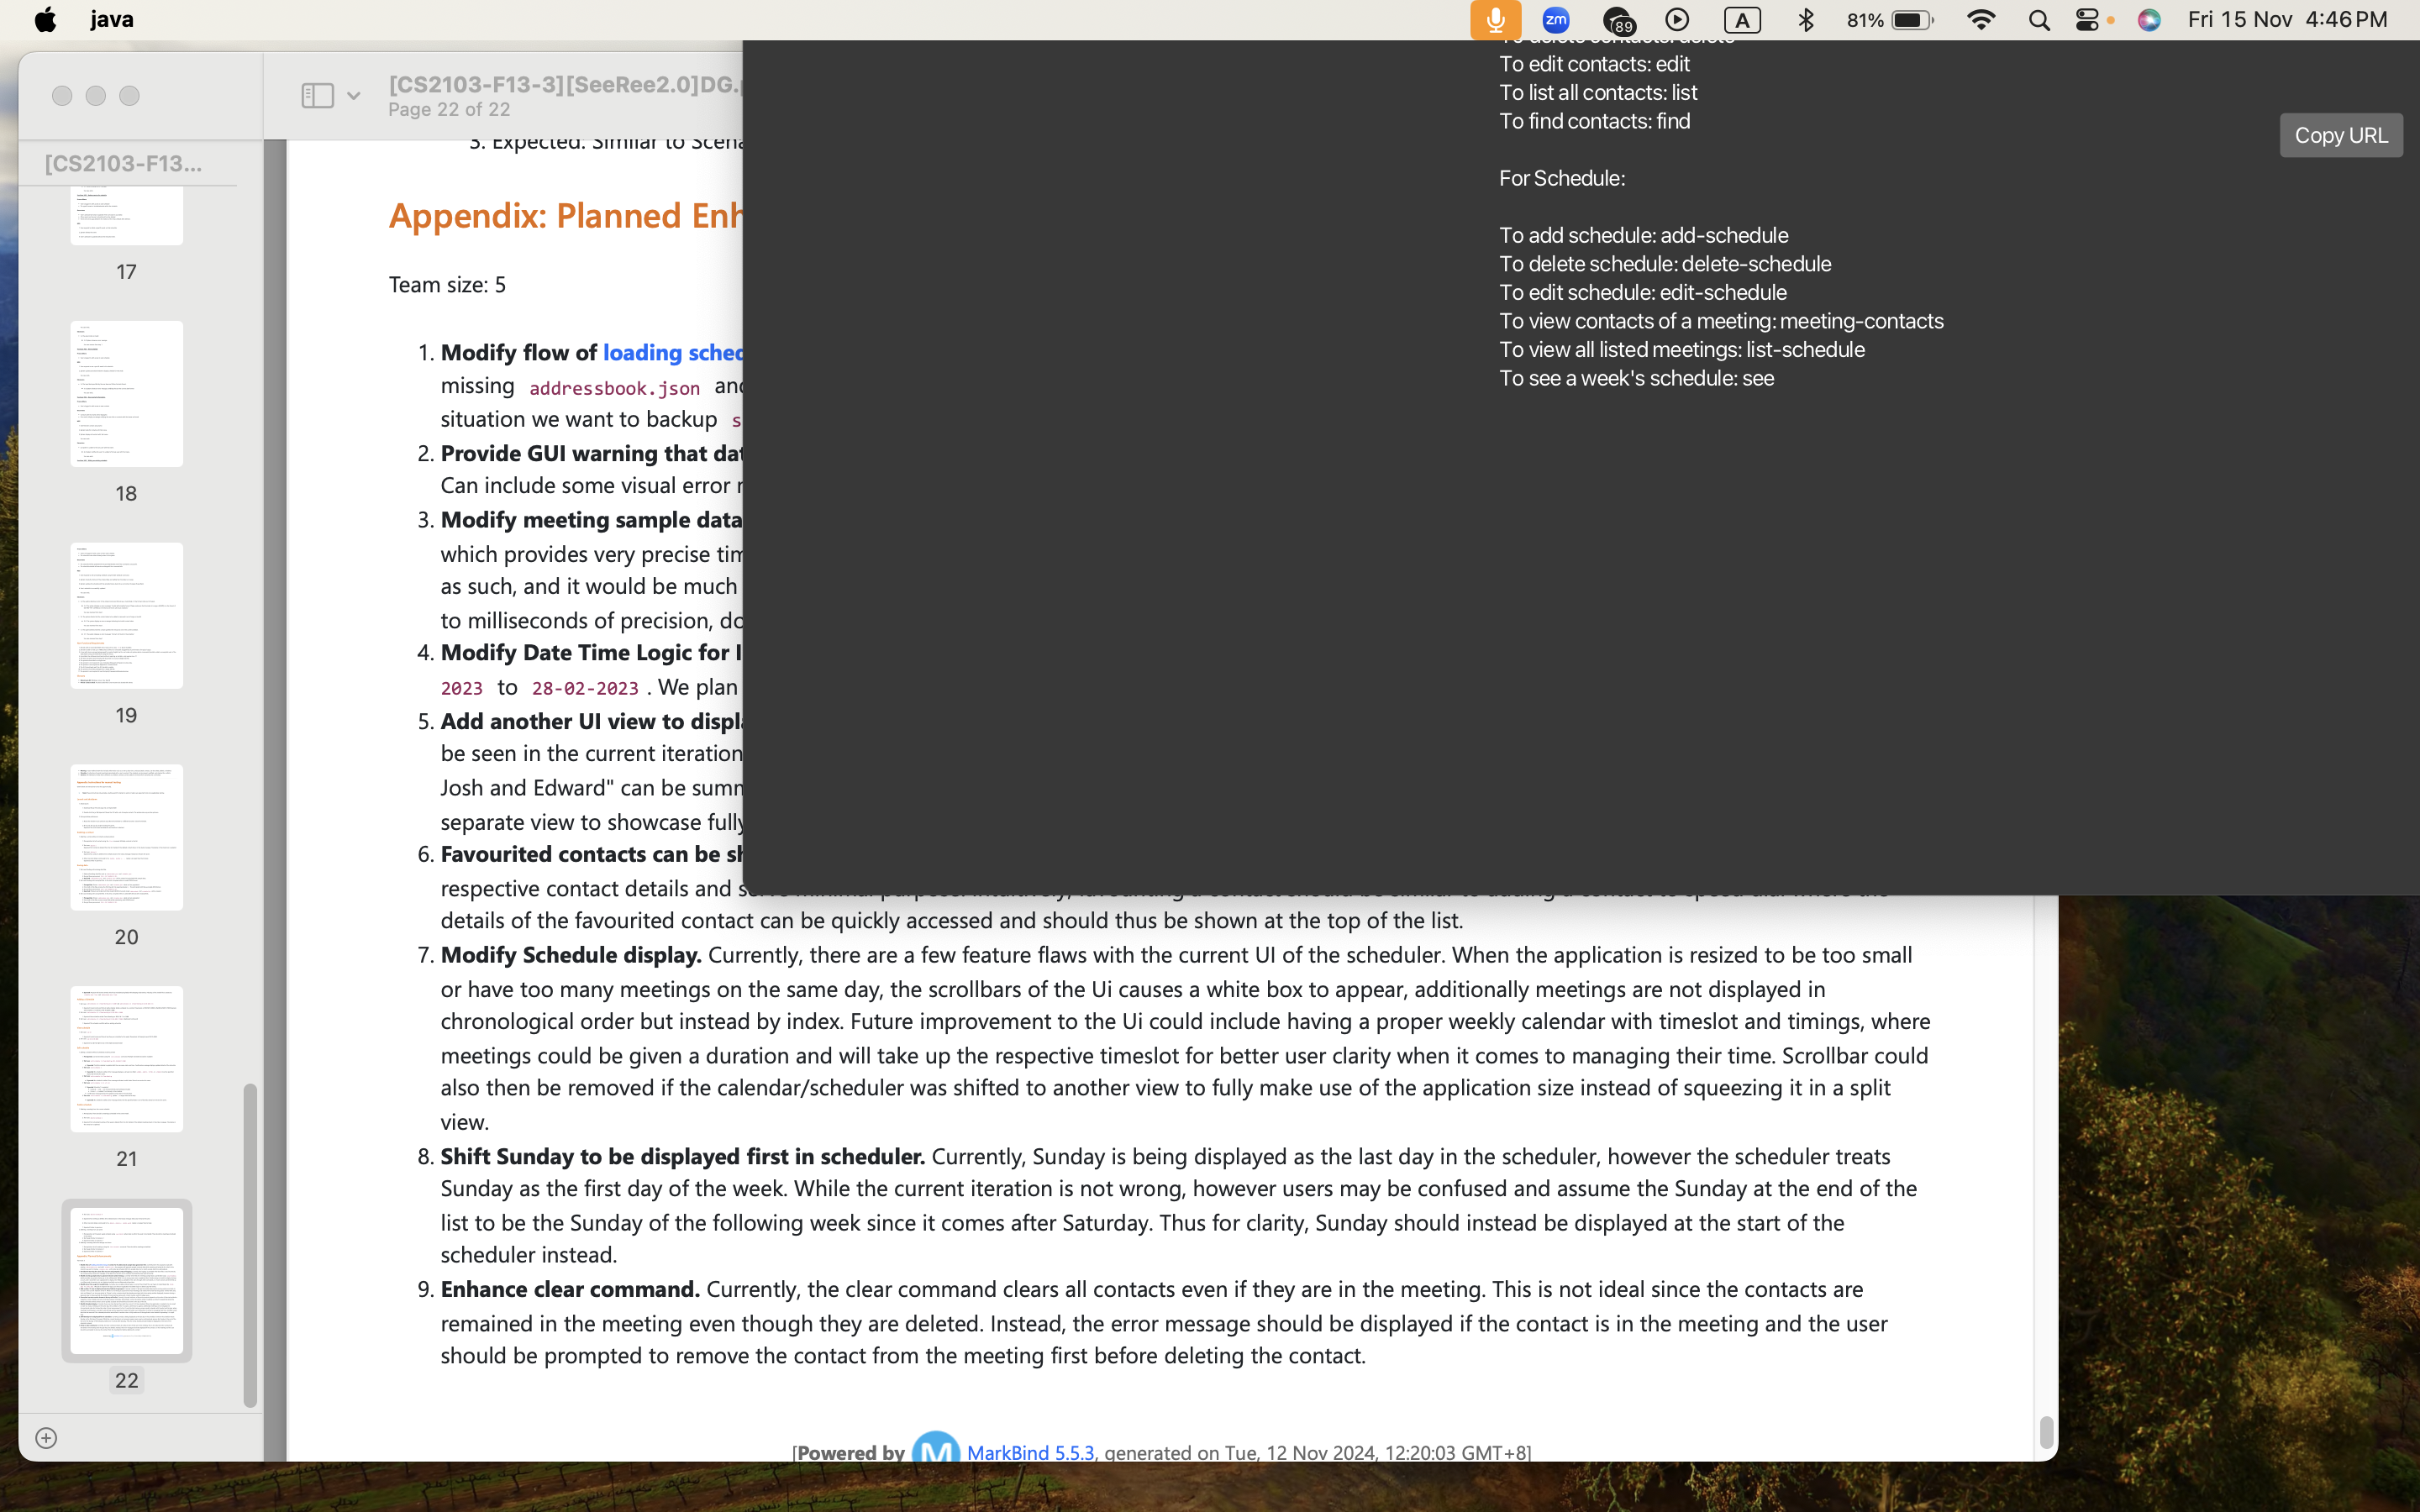 java
zm
89
A
81%
Fri 15 Nov 4:46 PM
[CS2103-F13-3][SeeRee2.0]DG.
Page 22 of 22
[CS2103-F13...
17
18
19
20
21
22
3. Expected: Similar to
Appendix: Planned
Team size: 5
1. Modify flow of loading
missing addressbook.json
situation we want to backup
2. Provide GUI warning that
Can include some visual error
3. Modify meeting sample data
which provides very precise
as such, and it would be much
to milliseconds of precision,
4. Modify Date Time Logic for
2023 to 28-02-2023 . We plan
5. Add another UI view to
be seen in the current iteration
Josh and Edward" can be
separate view to showcase fully
6. Favourited contacts can be
respective contact details and
details of the favourited contact can be quickly accessed and should thus be shown at the top of the list.
7. Modify Schedule display. Currently, there are a few feature flaws with the current UI of the scheduler. When the application is resized to be too small
or have too many meetings on the same day, the scrollbars of the Ui causes a white box to appear, additionally meetings are not displayed in
chronological order but instead by index. Future improvement to the Ui could include having a proper weekly calendar with timeslot and timings, where
meetings could be given a duration and will take up the respective timeslot for better user clarity when it comes to managing their time. Scrollbar could
also then be removed if the calendar/scheduler was shifted to another view to fully make use of the application size instead of squeezing it in a split
view.
8. Shift Sunday to be displayed first in scheduler. Currently, Sunday is being displayed as the last day in the scheduler, however the scheduler treats
Sunday as the first day of the week. While the current iteration is not wrong, however users may be confused and assume the Sunday at the end of the
list to be the Sunday of the following week since it comes after Saturday. Thus for clarity, Sunday should instead be displayed at the start of the
scheduler instead.
9. Enhance clear command. Currently, the clear command clears all contacts even if they are in the meeting. This is not ideal since the contacts are
remained in the meeting even though they are deleted. Instead, the error message should be displayed if the contact is in the meeting and the user
should be prompted to remove the contact from the meeting first before deleting the contact.
[Powered by MarkBind 5.5.3, generated on Tue, 12 Nov 2024, 12:20:03 GMT+8]
To delete contacts: delete
To edit contacts: edit
To list all contacts: list
To find contacts: find
Copy URL
For Schedule:
To add schedule: add-schedule
To delete schedule: delete-schedule
To edit schedule: edit-schedule
To view contacts of a meeting: meeting-contacts
To view all listed meetings: list-schedule
To see a week's schedule: see